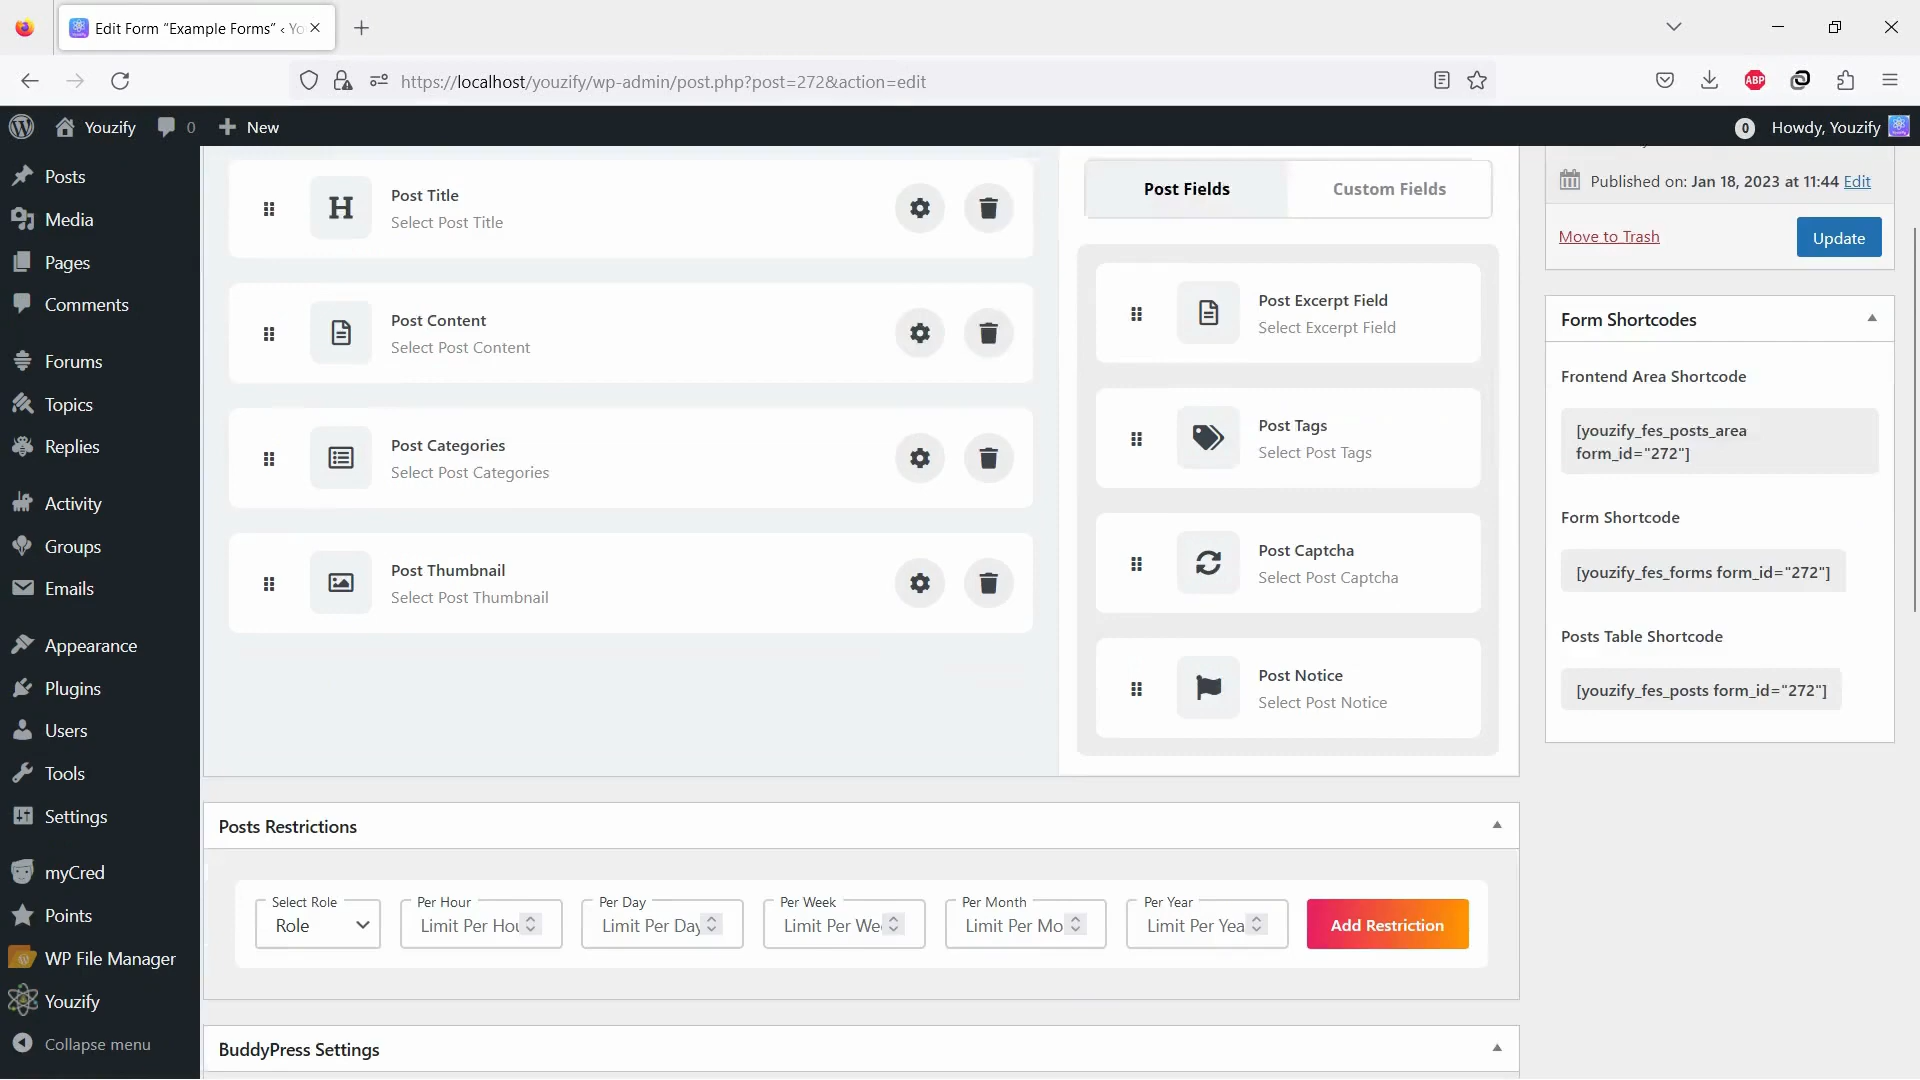 Edit Form “Example Forms” ‹ Yo
https://localhost/youzify/wp-admin/post.php?post=272&action=edit
ABP
Youzify
0
New
0
Howdy, Youzify
Posts
Media
Pages
Comments
Forums
Topics
Replies
Activity
Groups
Emails
Appearance
Plugins
Users
Tools
Settings
myCred
Points
WP File Manager
Youzify
Collapse menu
Post Title
Select Post Title
Post Content
Select Post Content
Post Categories
Select Post Categories
Post Thumbnail
Select Post Thumbnail
Post Fields
Custom Fields
Post Excerpt Field
Select Excerpt Field
Post Tags
Select Post Tags
Post Captcha
Select Post Captcha
Post Notice
Select Post Notice
Published on: Jan 18, 2023 at 11:44 Edit
Move to Trash
Update
Form Shortcodes
Frontend Area Shortcode
[youzify_fes_posts_area
form_id="272"]
Form Shortcode
[youzify_fes_forms form_id="272"]
Posts Table Shortcode
[youzify_fes_posts form_id="272"]
Posts Restrictions
Select Role
Role
Per Hour
Limit Per Hou
Per Day
Limit Per Day
Per Week
Limit Per We
Per Month
Limit Per Mo
Per Year
Limit Per Yea
Add Restriction
BuddyPress Settings